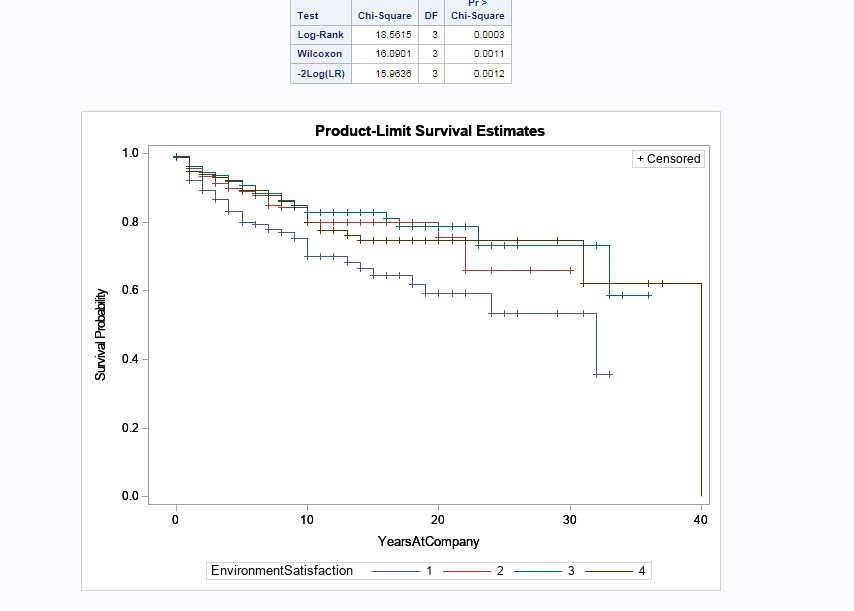 Pr >
Test Chi-Square DF Chi-Square
Log-Rank 18.5615 3 0.0003
Wilcoxon 16.0901 3 0.0011
-2Log(LR) 15.9636 3 0.0012
Product-Limit Survival Estimates
+ Censored
1.0
0.8
0.6
0.4
0.2
0.0
Survival Probability
0 10 20 30 40
YearsAtCompany
EnvironmentSatisfaction 1 2 3 4